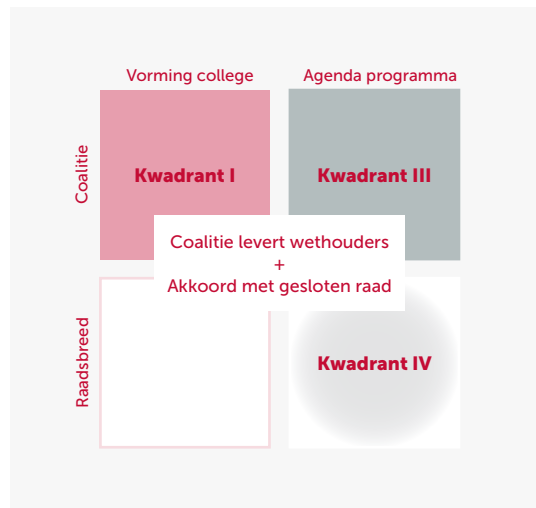 Vorming college
Agenda programma
Coalitie
Kwadrant I
Kwadrant III
Coalitie levert wethouders
+
Akkoord met gesloten raad
Raadsbreed
Kwadrant IV